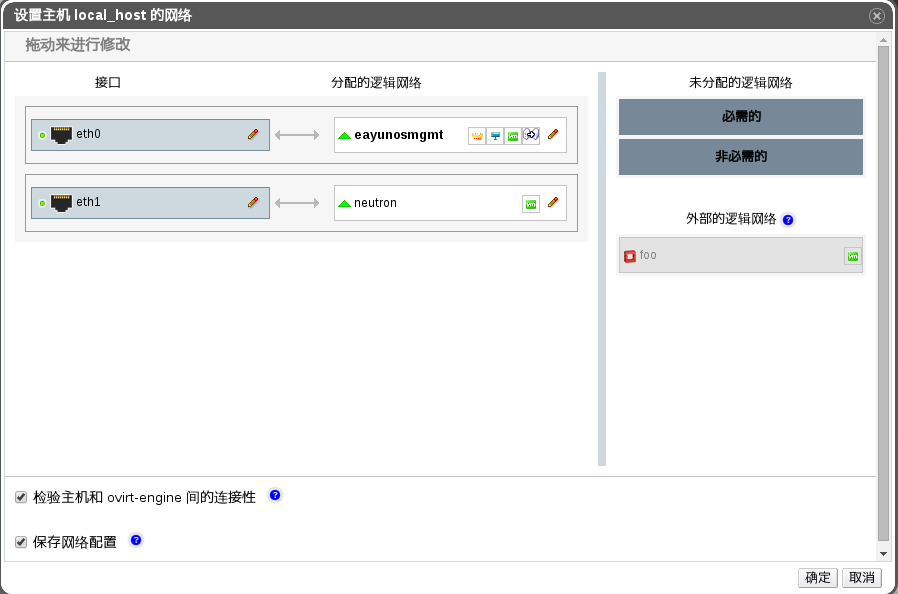 设置主机 local_host 的网络
拖动来进行修改
接口
分配的逻辑网络
未分配的逻辑网络
eth0
eayunosmgmt
vm
eth1
neutron
vm
必需的
非必需的
外部的逻辑网络
foo
vm
检验主机和 ovirt-engine 间的连接性
保存网络配置
确定
取消